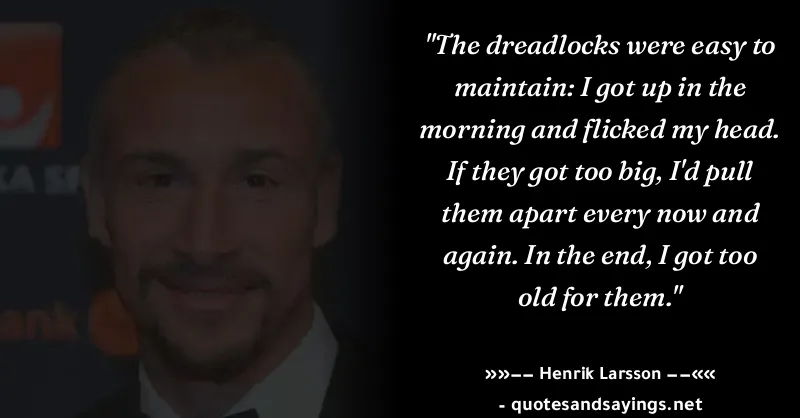 "The dreadlocks were easy to
maintain: I got up in the
morning and flicked my head.
If they got too big, I'd pull
them apart every now and
again. In the end, I got too
old for them."
»»−− Henrik Larsson −−««
- quotesandsayings.net
KA
ank